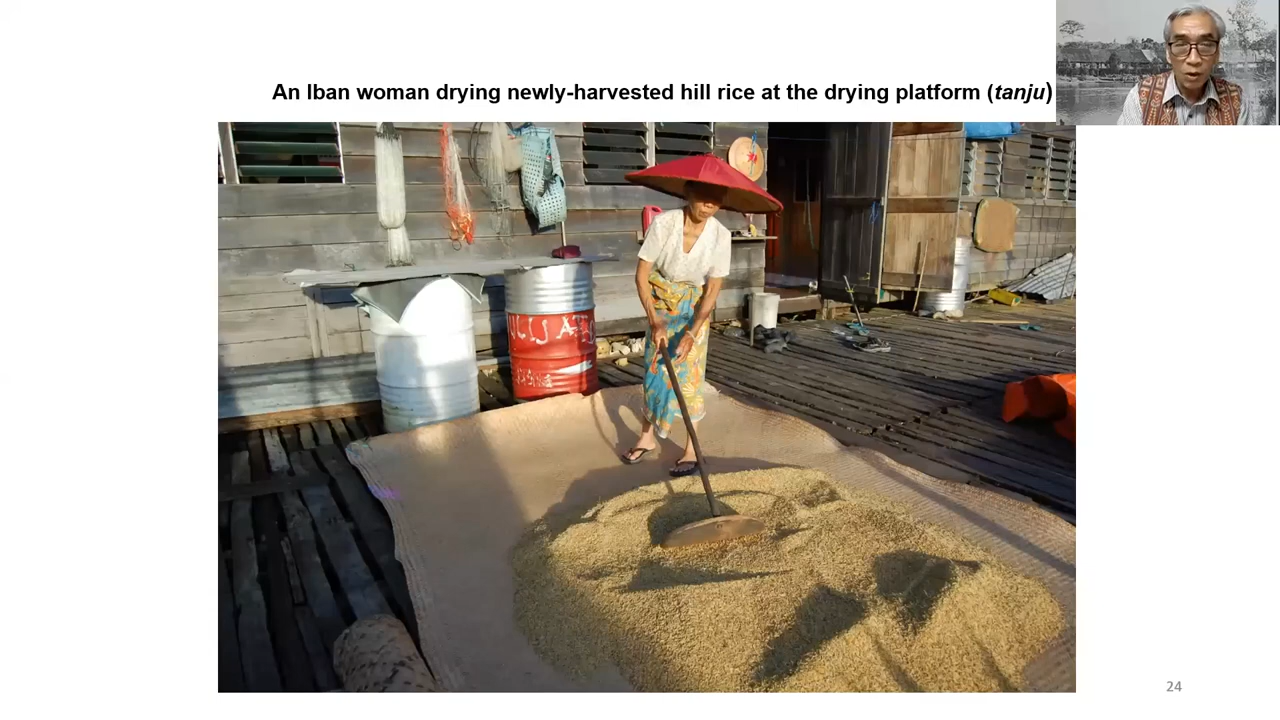 An Iban woman drying newly-harvested hill rice at the drying platform (tanju)
24